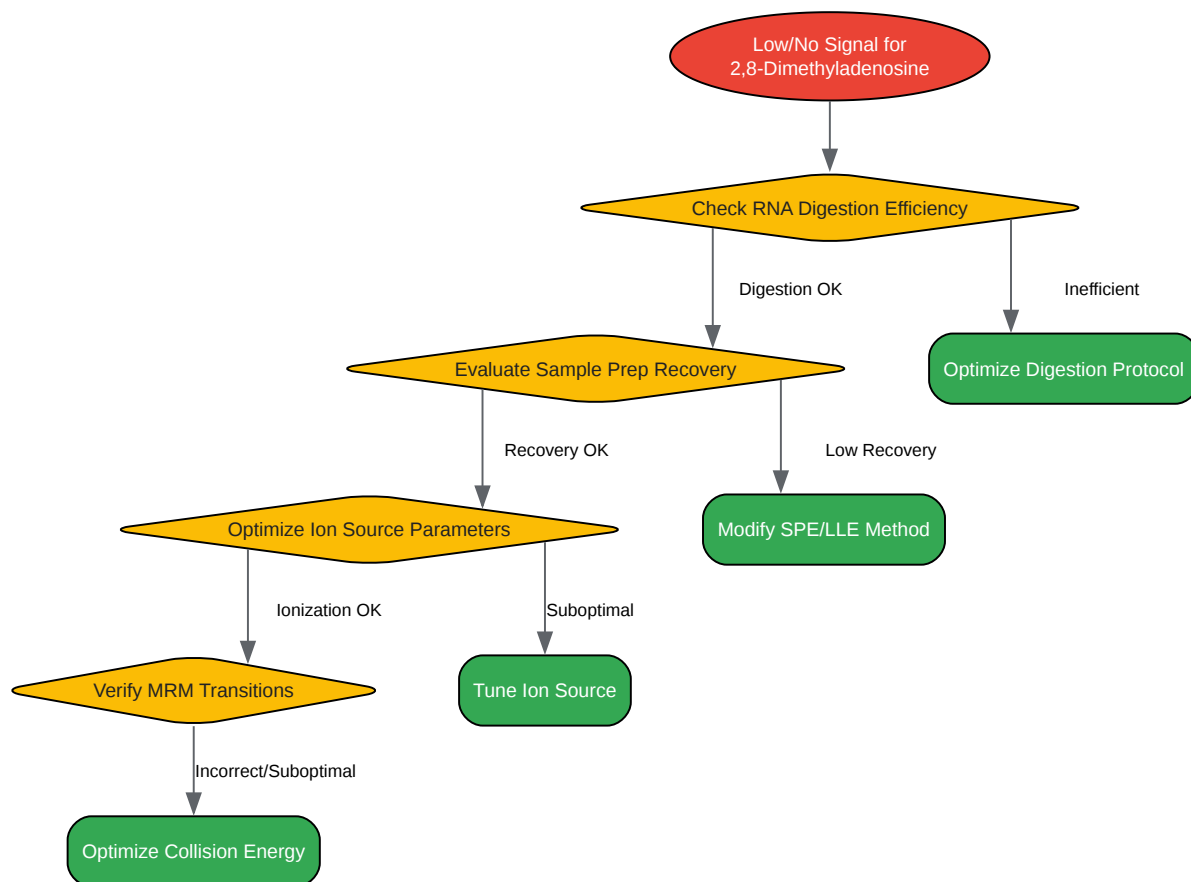 Low/No Signal for
2,8-Dimethyladenosine
Check RNA Digestion Efficiency
Digestion OK
Inefficient
Evaluate Sample Prep Recovery
Optimize Digestion Protocol
Recovery OK
Low Recovery
Optimize Ion Source Parameters
Modify SPE/LLE Method
Ionization OK
Suboptimal
Verify MRM Transitions
Tune Ion Source
Incorrect/Suboptimal
Optimize Collision Energy